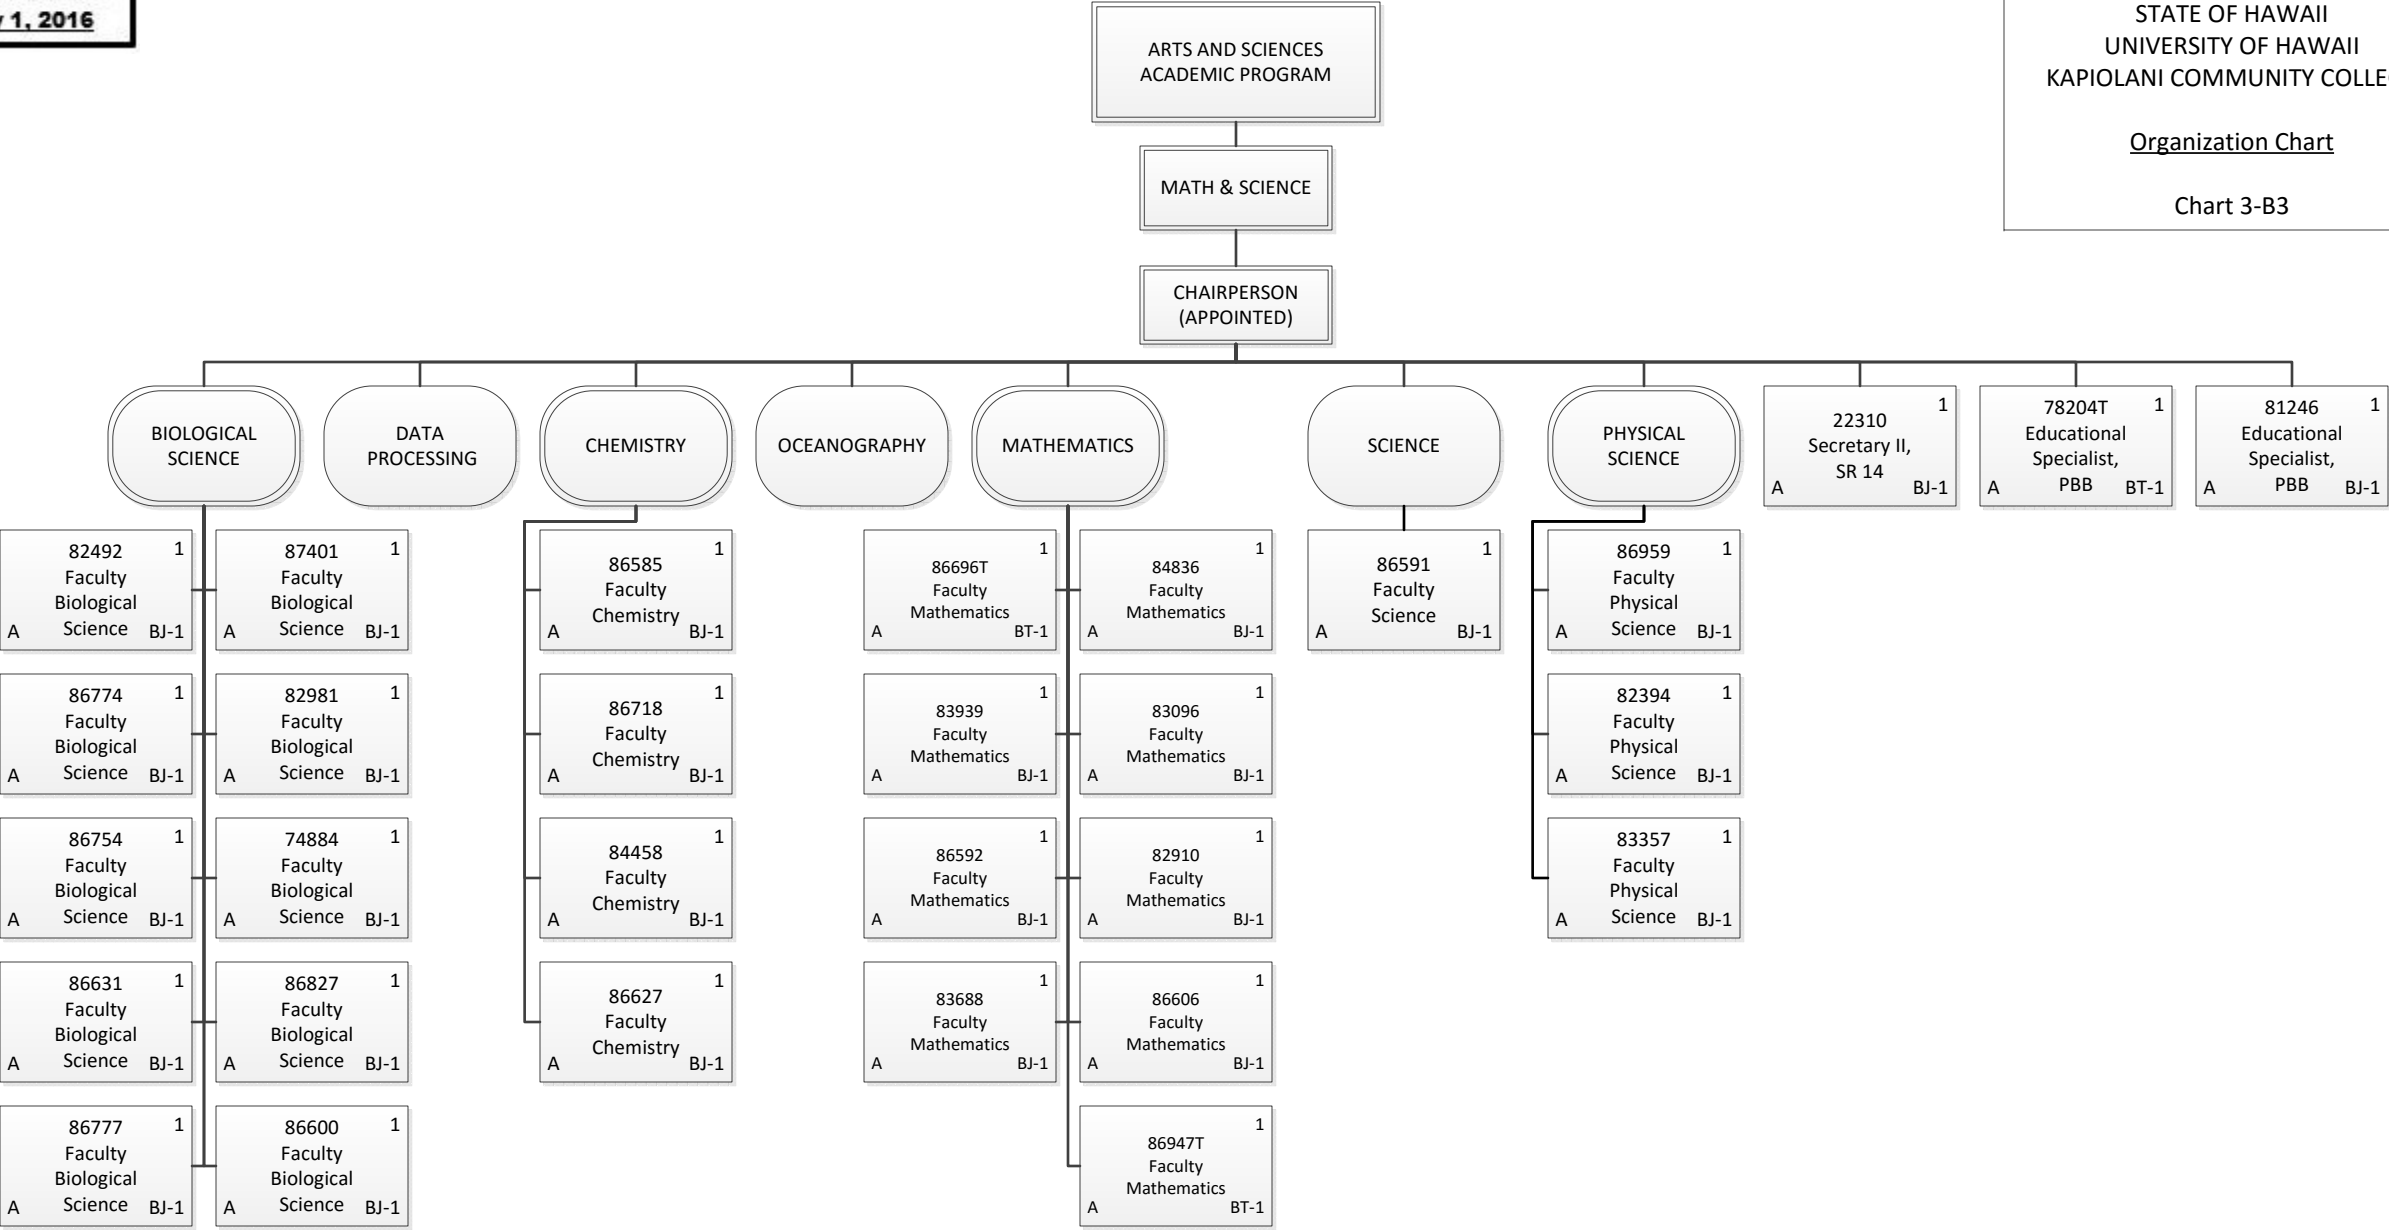 1, 2016
STATE OF HAWAII
UNIVERSITY OF HAWAII
KAPIOLANI COMMUNITY
Organization Chart
Chart 3-B3
ARTS AND SCIENCES
ACADEMIC PROGRAM
MATH & SCIENCE
CHAIRPERSON
(APPOINTED)
BIOLOGICAL
SCIENCE
DATA
PROCESSING
CHEMISTRY
OCEANOGRAPHY
MATHEMATICS
SCIENCE
PHYSICAL
SCIENCE
22310 1
Secretary II,
SR 14
A BJ-1
78204T 1
Educational
Specialist,
A PBB BT-1
81246 1
Educational
Specialist,
A PBB BJ-1
82492 1
Faculty
Biological
A Science BJ-1
87401 1
Faculty
Biological
A Science BJ-1
86774 1
Faculty
Biological
A Science BJ-1
82981 1
Faculty
Biological
A Science BJ-1
86754 1
Faculty
Biological
A Science BJ-1
74884 1
Faculty
Biological
A Science BJ-1
86631 1
Faculty
Biological
A Science BJ-1
86827 1
Faculty
Biological
A Science BJ-1
86777 1
Faculty
Biological
A Science BJ-1
86600 1
Faculty
Biological
A Science BJ-1
86585 1
Faculty
Chemistry
A BJ-1
86718 1
Faculty
Chemistry
A BJ-1
84458 1
Faculty
Chemistry
A BJ-1
86627 1
Faculty
Chemistry
A BJ-1
86696T 1
Faculty
Mathematics
A BT-1
84836 1
Faculty
Mathematics
A BJ-1
83939 1
Faculty
Mathematics
A BJ-1
83096 1
Faculty
Mathematics
A BJ-1
86592 1
Faculty
Mathematics
A BJ-1
82910 1
Faculty
Mathematics
A BJ-1
83688 1
Faculty
Mathematics
A BJ-1
86606 1
Faculty
Mathematics
A BJ-1
86947T 1
Faculty
Mathematics
A BT-1
86591 1
Faculty
Science
A BJ-1
86959 1
Faculty
Physical
A Science BJ-1
82394 1
Faculty
Physical
A Science BJ-1
83357 1
Faculty
Physical
A Science BJ-1